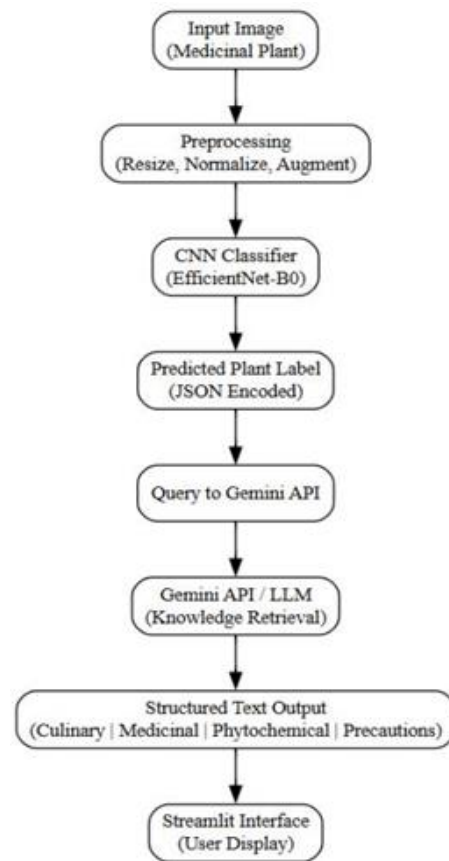 Input Image
(Medicinal Plant)
Preprocessing
(Resize, Normalize, Augment)
CNN Classifier
(EfficientNet-B0)
Predicted Plant Label
(JSON Encoded)
Query to Gemini API
Gemini API / LLM
(Knowledge Retrieval)
Structured Text Output
(Culinary | Medicinal | Phytochemical | Precautions)
Streamlit Interface
(User Display)